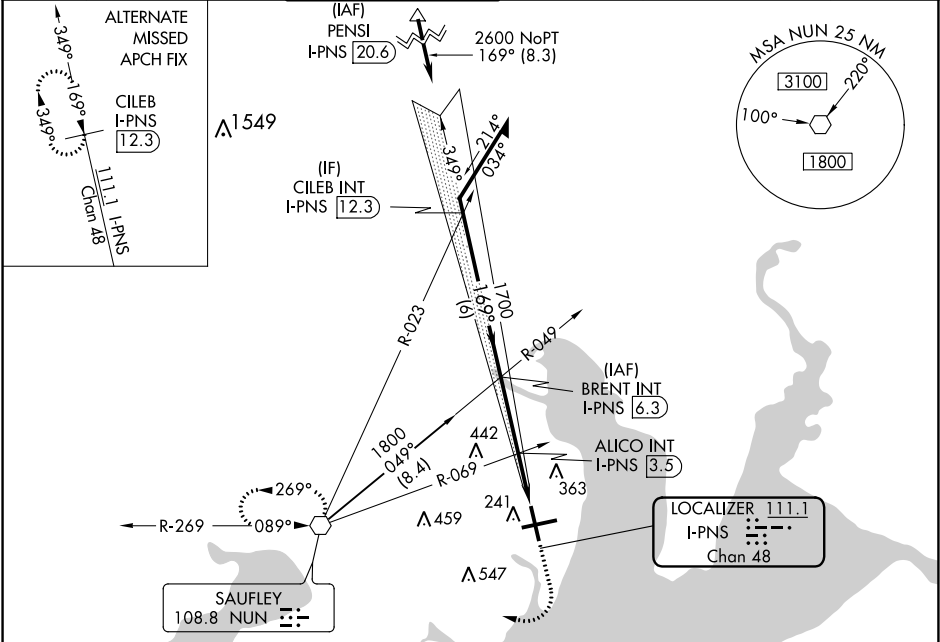 ALTERNATE
MISSED
APCH FIX
349°
169°
349°
CILEB
I-PNS
12.3
111.1 I-PNS
Chan 48
1549
(IAF)
PENSI
I-PNS 20.6
2600 NoPT
169° (8.3)
MSA NUN 25 NM
3100
220°
100°
1800
(IF)
CILEB INT
I-PNS 12.3
349°
214°
034°
1700
169°
(6)
R-023
R-049
(IAF)
BRENT INT
I-PNS 6.3
ALICO INT
I-PNS 3.5
1800
049°
(8.4)
R-069
442
363
241
459
547
269°
R-269
089°
LOCALIZER 111.1
I-PNS
Chan 48
SAUFLEY
108.8 NUN